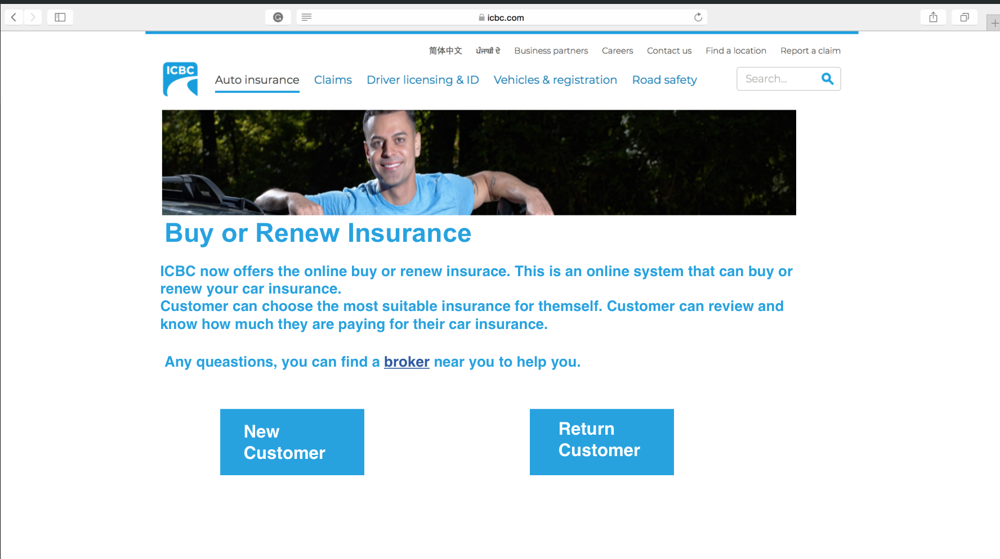 icbc.com
简体中文 ਪੰਜਾਬੀ ਦੇ Business partners Careers Contact us Find a location Report a claim
ICBC
Auto insurance Claims Driver licensing & ID Vehicles & registration Road safety Search...
Buy or Renew Insurance
ICBC now offers the online buy or renew insurace. This is an online system that can buy or
renew your car insurance.
Customer can choose the most suitable insurance for themself. Customer can review and
know how much they are paying for their car insurance.
Any queastions, you can find a broker near you to help you.
New
Customer
Return
Customer